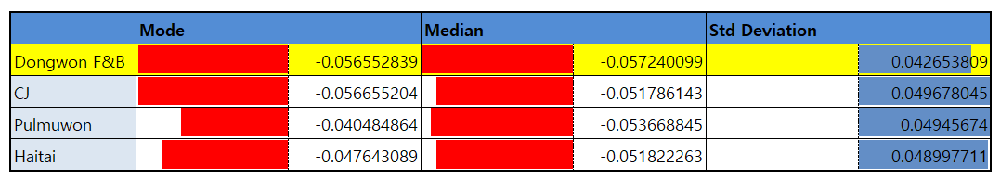 Mode Median Std Deviation
Dongwon F&B -0.056552839 -0.057240099 0.042653809
CJ -0.056655204 -0.051786143 0.049678045
Pulmuwon -0.040484864 -0.053668845 0.04945674
Haitai -0.047643089 -0.051822263 0.048997711